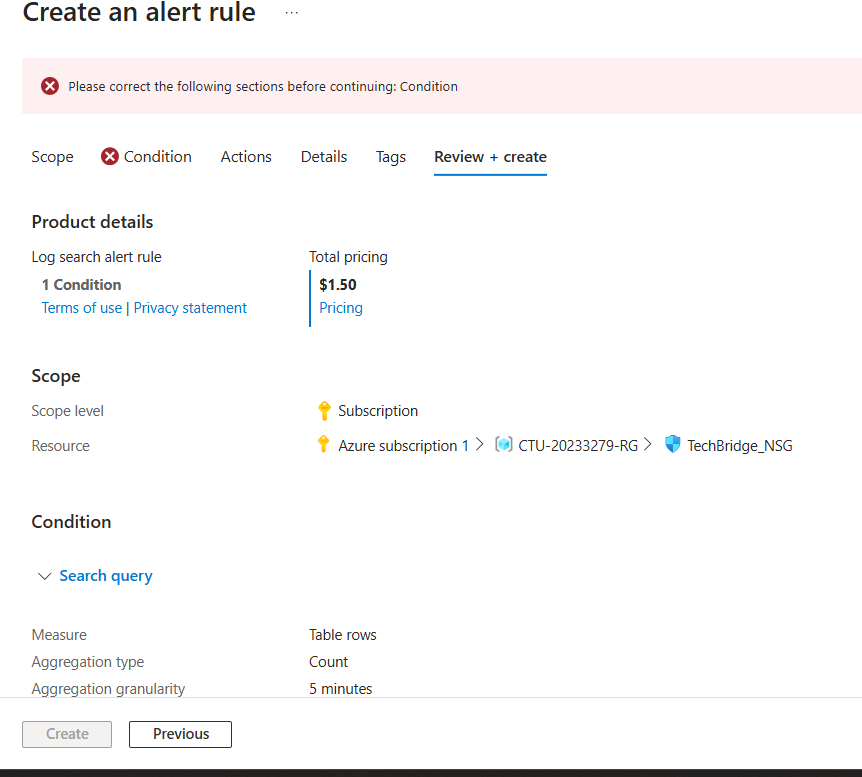 Create an alert rule ...
Please correct the following sections before continuing: Condition
Scope Condition Actions Details Tags Review + create
Product details
Log search alert rule Total pricing
1 Condition $1.50
Terms of use | Privacy statement Pricing
Scope
Scope level Subscription
Resource Azure subscription 1 > CTU-20233279-RG > TechBridge_NSG
Condition
Search query
Measure Table rows
Aggregation type Count
Aggregation granularity 5 minutes
Create Previous